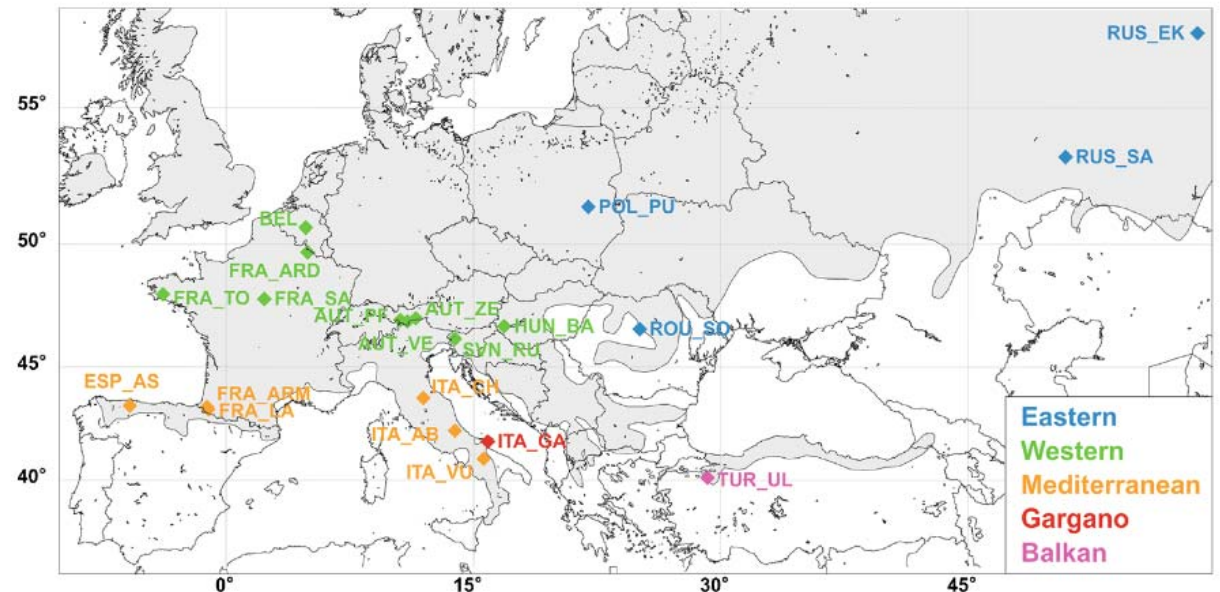 RUS_EK
55°
RUS_SA
POL_PU
BEL
50°
FRA_ARD
FRA_TO
FRA_SA
AUT_PF
AUT_ZE
HUN_BA
ROU_SO
AUT_VE
SVN_RU
45°
ESP_AS
FRA_ARM
FRA_LA
ITA_CH
ITA_AB
ITA_GA
ITA_VU
40°
TUR_UL
Eastern
Western
Mediterranean
Gargano
Balkan
0°
15°
30°
45°